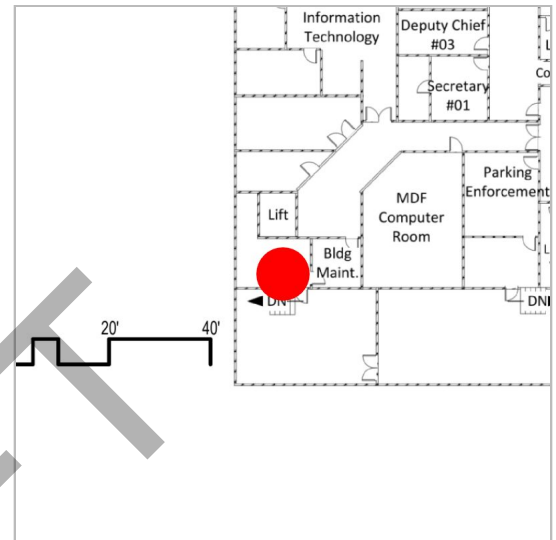 Information
Technology
Deputy Chief
#03
Secretary
#01
Co
L
Parking
Enforcement
MDF
Computer
Room
Lift
Bldg
Maint.
DN
DN
L
20'
40'